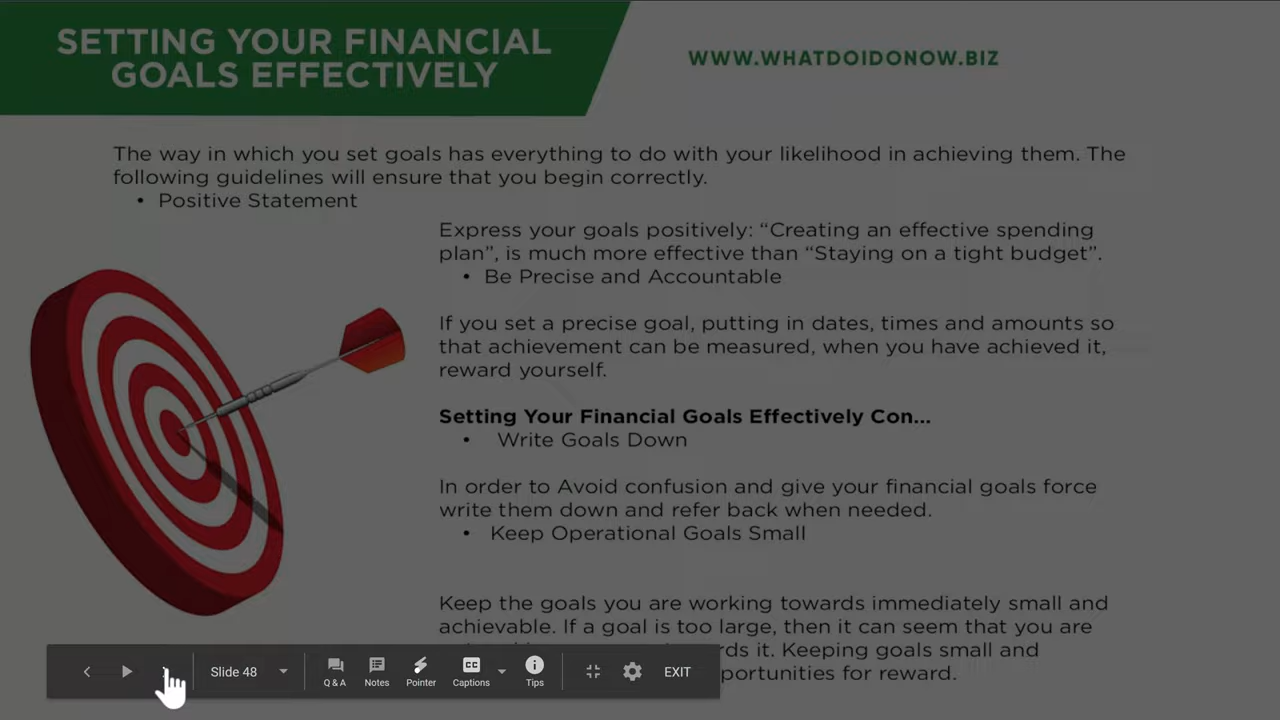 SETTING YOUR FINANCIAL
GOALS EFFECTIVELY
WWW.WHATDOIDONOW.BIZ
The way in which you set goals has everything to do with your likelihood in achieving them. The
following guidelines will ensure that you begin correctly.
• Positive Statement
Express your goals positively: “Creating an effective spending
plan”, is much more effective than “Staying on a tight budget”.
• Be Precise and Accountable
If you set a precise goal, putting in dates, times and amounts so
that achievement can be measured, when you have achieved it,
reward yourself.
Setting Your Financial Goals Effectively Con...
• Write Goals Down
In order to Avoid confusion and give your financial goals force
write them down and refer back when needed.
• Keep Operational Goals Small
Keep the goals you are working towards immediately small and
achievable. If a goal is too large, then it can seem that you are
it. Keeping goals small and
for reward.
Slide 48
Q & A
Notes
Pointer
CC
Captions
Tips
EXIT